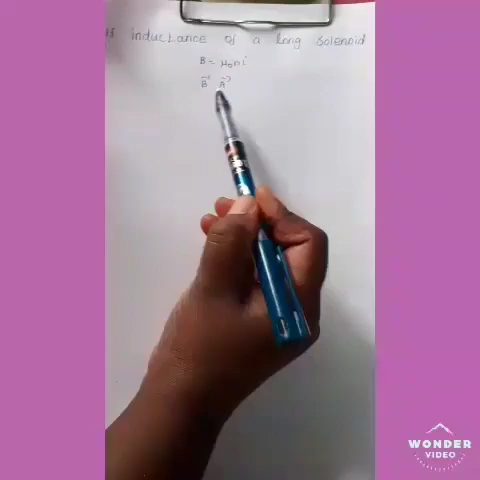 inductance of a long solenoid
B = μ₀ni
B⃗ A⃗
WONDER
VIDEO